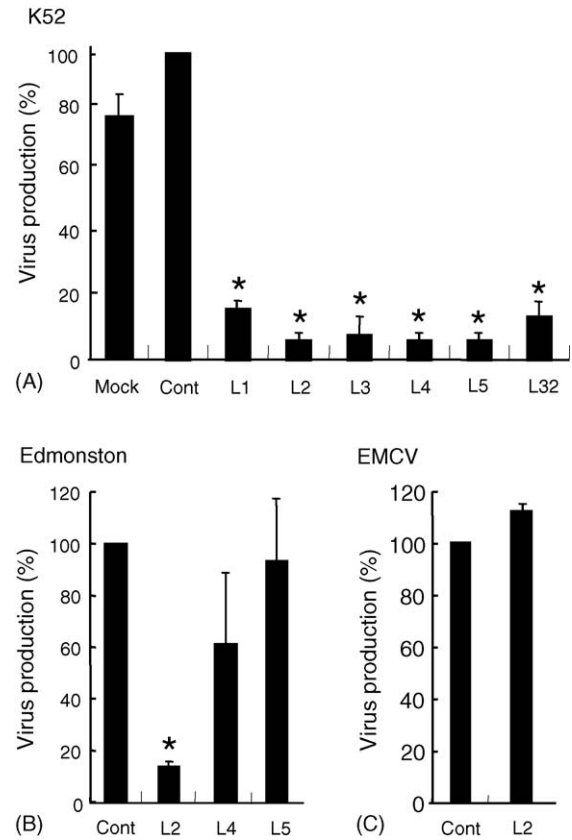 K52
Virus production (%)
100
80
60
40
20
0
* * * * * *
(A) Mock Cont L1 L2 L3 L4 L5 L32
Edmonston
Virus production (%)
120
100
80
60
40
20
0
*
(B) Cont L2 L4 L5
EMCV
Virus production (%)
120
100
80
60
40
20
0
(C) Cont L2